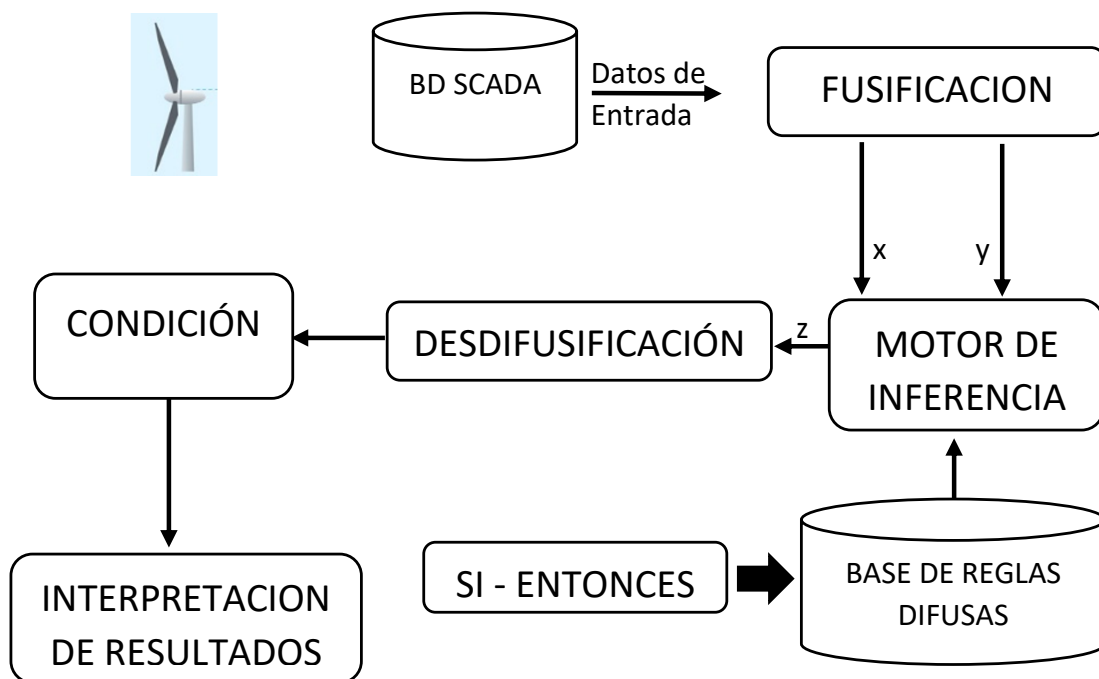 BD SCADA
Datos de
Entrada
FUSIFICACION
x
y
CONDICIÓN
DESDIFUSIFICACIÓN
z
MOTOR DE
INFERENCIA
INTERPRETACION
DE RESULTADOS
SI - ENTONCES
BASE DE REGLAS
DIFUSAS